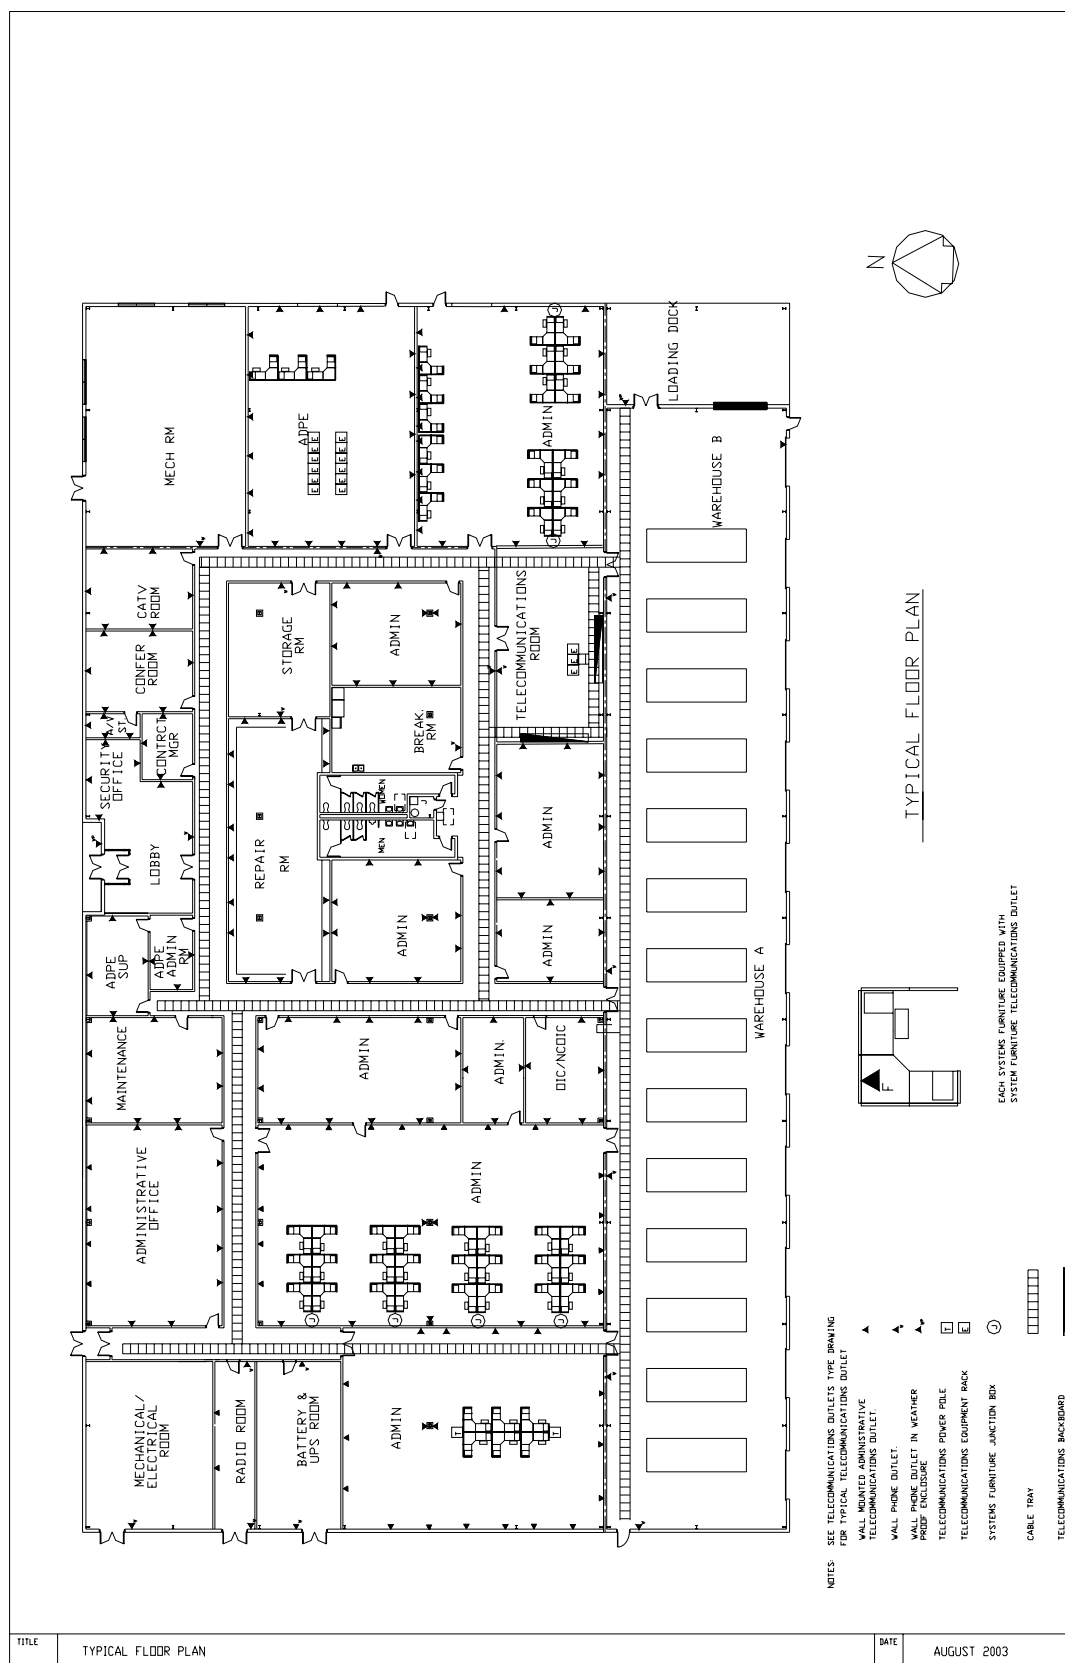 N
LOADING DOCK
MECH RM
ADPE
E E E E E
E E E E E
ADMIN
J
J
WAREHOUSE B
CATV
ROOM
CONFER
ROOM
A/V
ST.
CONTRCT
MGR
SECURITY
OFFICE
LOBBY
STORAGE
RM
ADMIN
TELECOMMUNICATIONS
ROOM
E E E
BREAK.
RM
WOMEN
MEN
J
REPAIR
RM
ADMIN
ADMIN
ADMIN
ADPE
SUP
ADPE
ADMIN
RM
MAINTENANCE
ADMIN
ADMIN.
OIC/NCOIC
WAREHOUSE A
ADMINISTRATIVE
OFFICE
ADMIN
J
J
J
J
MECHANICAL/
ELECTRICAL
ROOM
RADIO ROOM
BATTERY &
UPS ROOM
ADMIN
T
T
TYPICAL FLOOR PLAN
F
EACH SYSTEMS FURNITURE EQUIPPED WITH
SYSTEM FURNITURE TELECOMMUNICATIONS OUTLET
NOTES: SEE TELECOMMUNICATIONS OUTLETS TYPE DRAWING
FOR TYPICAL TELECOMMUNICATIONS OUTLET
WALL MOUNTED ADMINISTRATIVE
TELECOMMUNICATIONS OUTLET.
WALL PHONE OUTLET.
WALL PHONE OUTLET IN WEATHER
PROOF ENCLOSURE
TELECOMMUNICATIONS POWER POLE
T
TELECOMMUNICATIONS EQUIPMENT RACK
E
SYSTEMS FURNITURE JUNCTION BOX
J
CABLE TRAY
TELECOMMUNICATIONS BACKBOARD
TITLE
TYPICAL FLOOR PLAN
DATE
AUGUST 2003